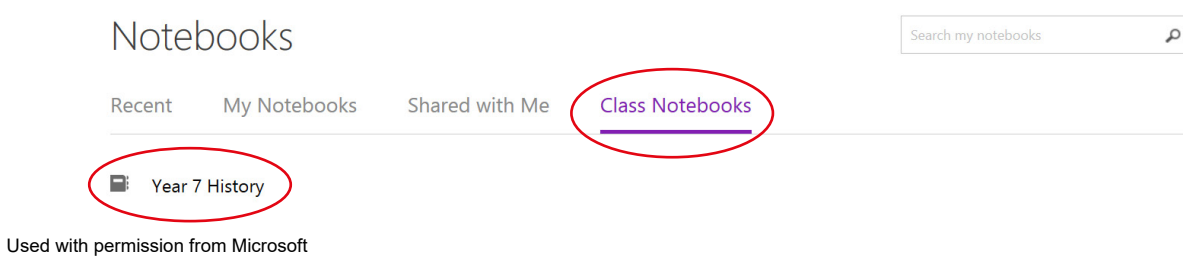 Notebooks
Search my notebooks
Recent My Notebooks Shared with Me Class Notebooks
Year 7 History
Used with permission from Microsoft